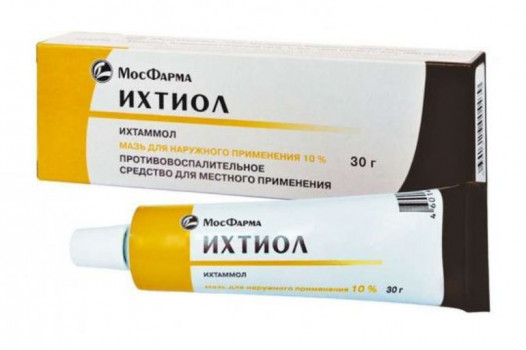 МосФарма
ИХТИОЛ
ИХТАММОЛ
МАЗЬ ДЛЯ НАРУЖНОГО ПРИМЕНЕНИЯ 10 %
30 г
ПРОТИВОВОСПАЛИТЕЛЬНОЕ
СРЕДСТВО ДЛЯ МЕСТНОГО ПРИМЕНЕНИЯ
МосФарма
ИХТИОЛ
ИХТАММОЛ
МАЗЬ ДЛЯ НАРУЖНОГО ПРИМЕНЕНИЯ 10 % 30 г